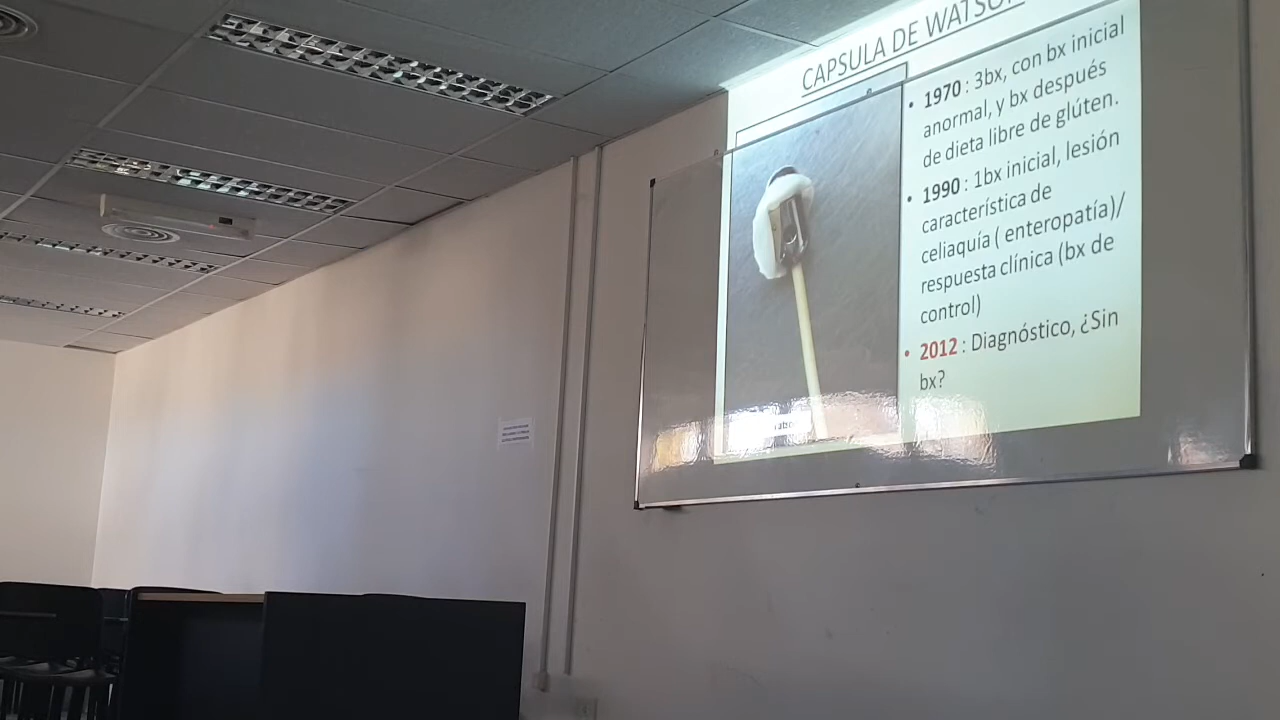 CAPSULA DE WATSON
• 1970 : 3bx, con bx inicial
anormal, y bx después
de dieta libre de glúten.
• 1990 : 1bx inicial, lesión
característica de
celiaquía ( enteropatía)/
respuesta clínica (bx de
control)
• 2012 : Diagnóstico, ¿Sin
bx?